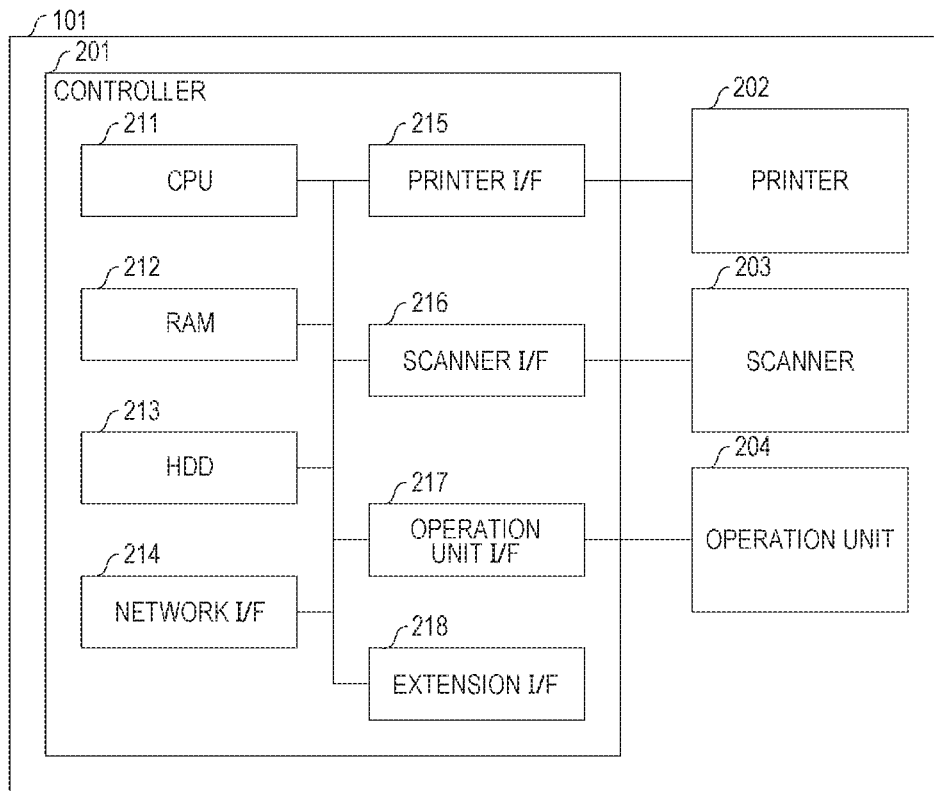 101
201
CONTROLLER
211
CPU
212
RAM
213
HDD
214
NETWORK I/F
215
PRINTER I/F
216
SCANNER I/F
217
OPERATION
UNIT I/F
218
EXTENSION I/F
202
PRINTER
203
SCANNER
204
OPERATION UNIT